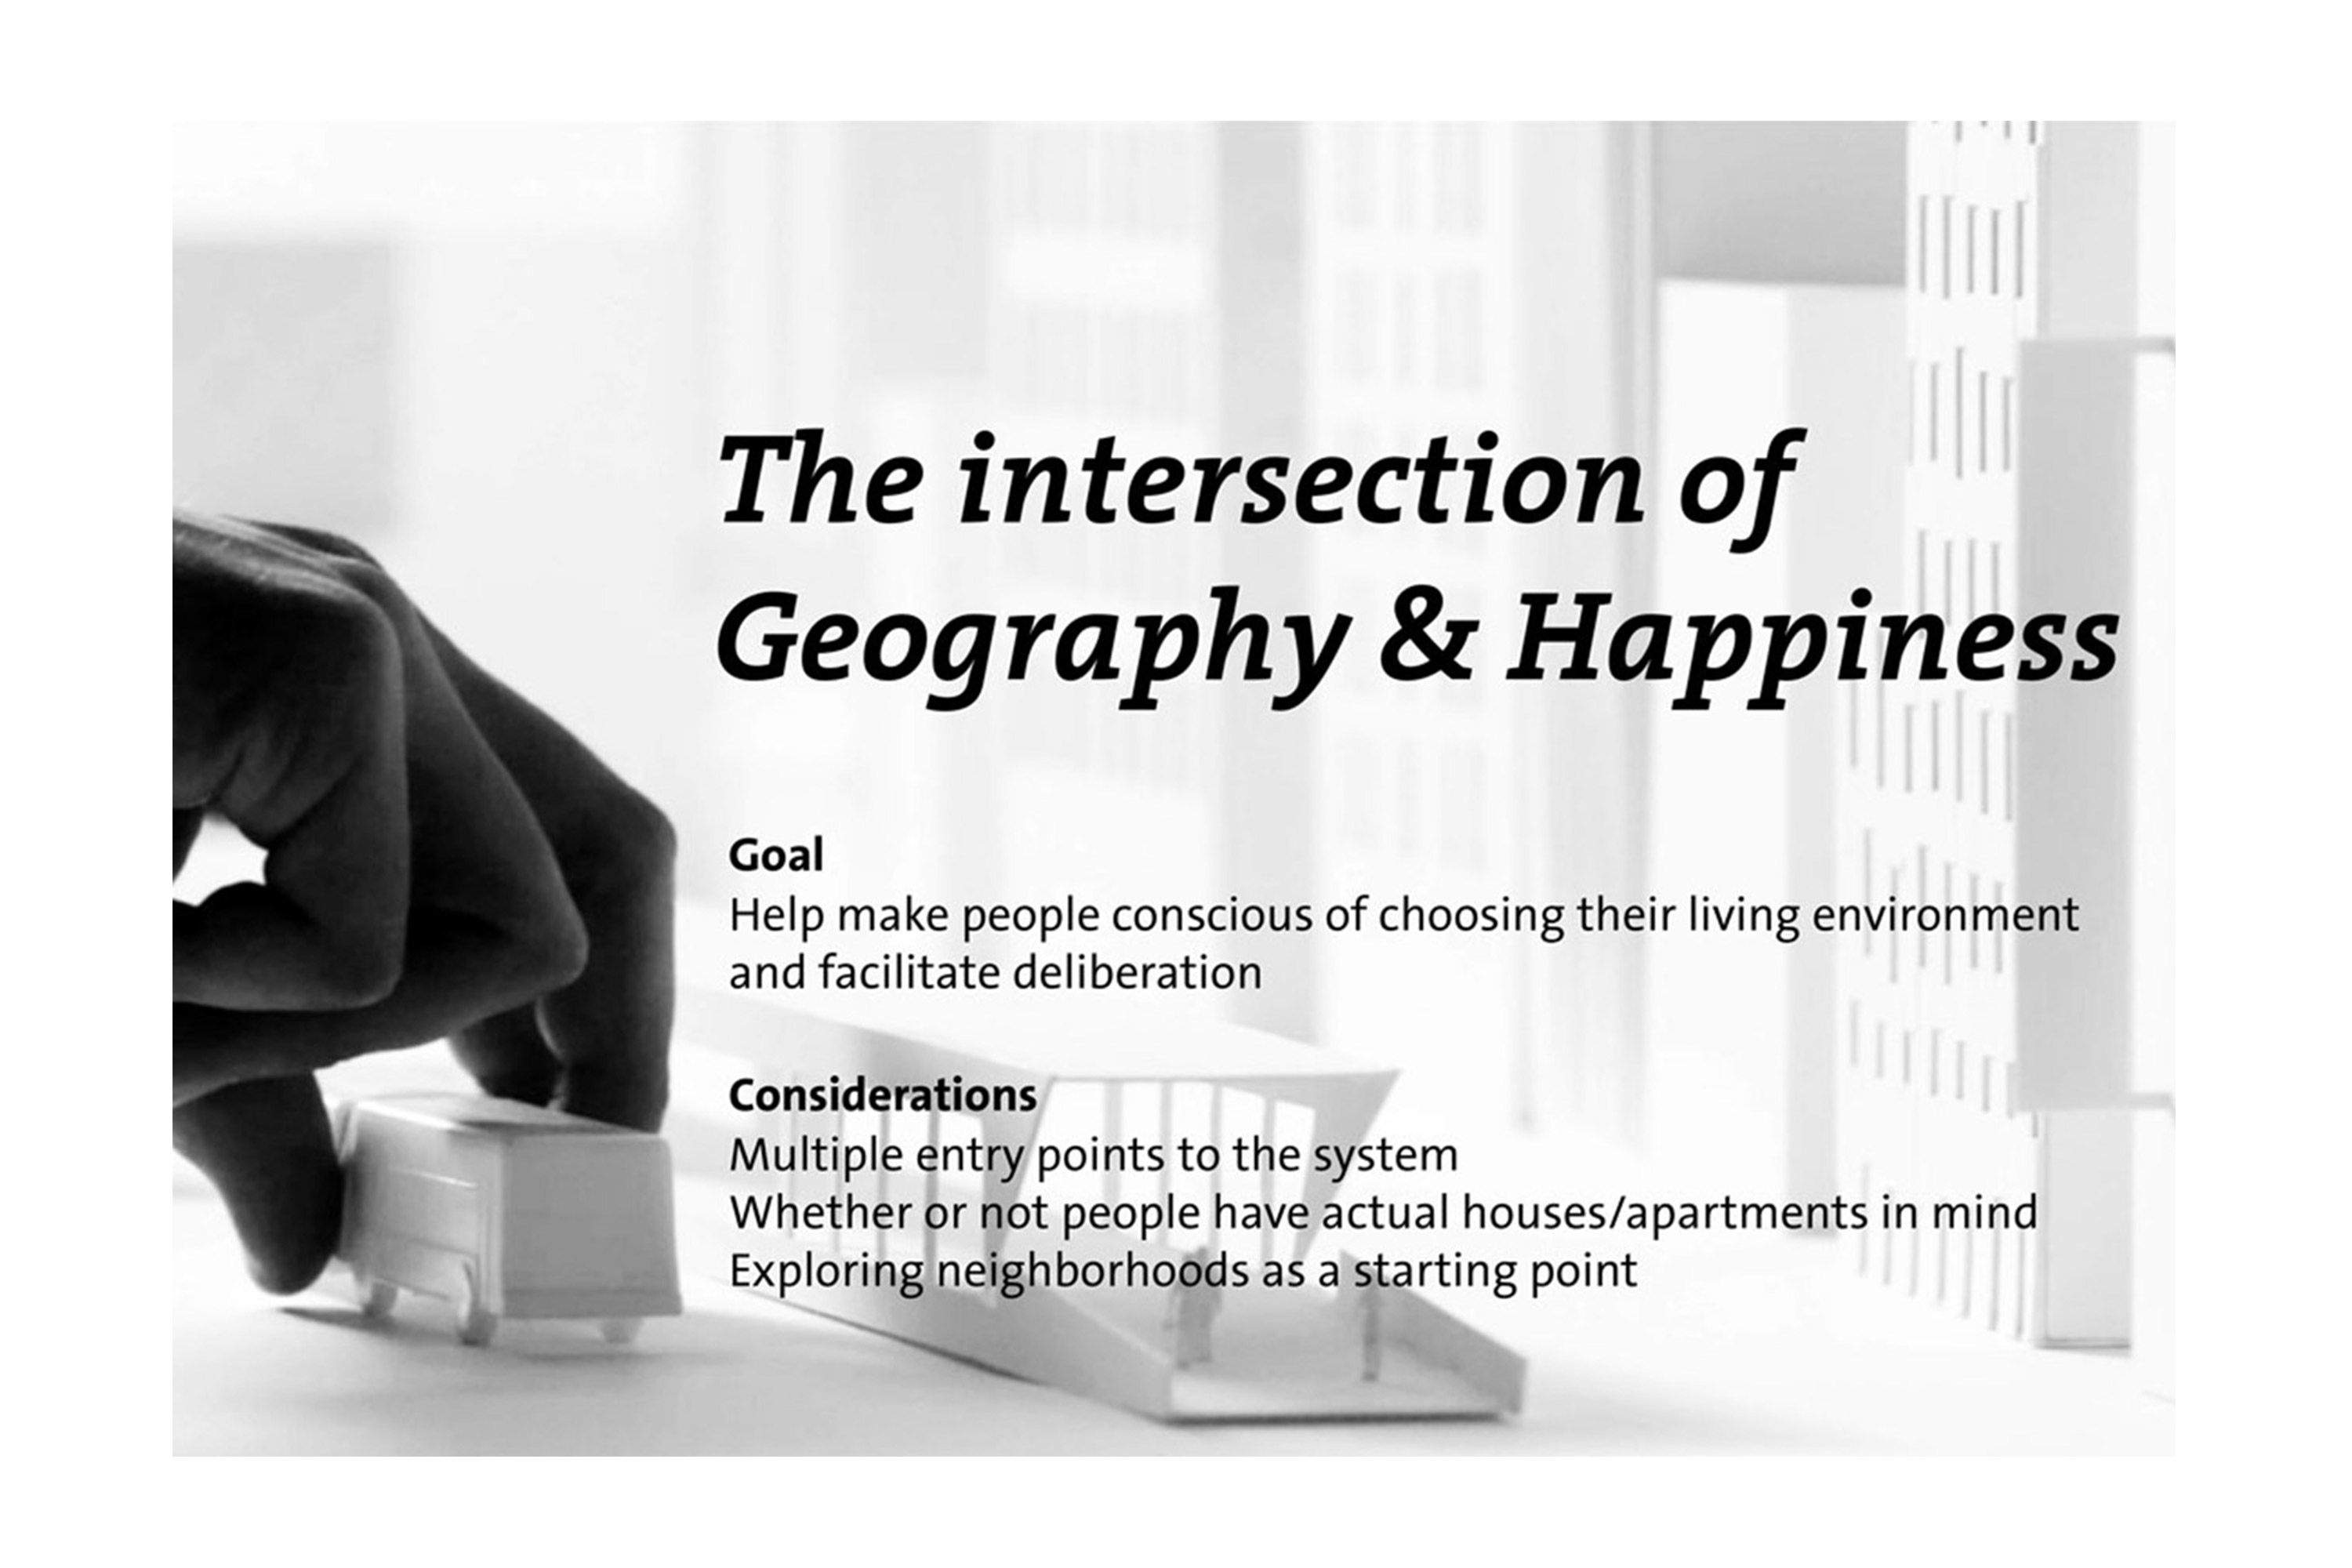 The intersection of
Geography & Happiness
Goal
Help make people conscious of choosing their living environment
and facilitate deliberation
Considerations
Multiple entry points to the system
Whether or not people have actual houses/apartments in mind
Exploring neighborhoods as a starting point